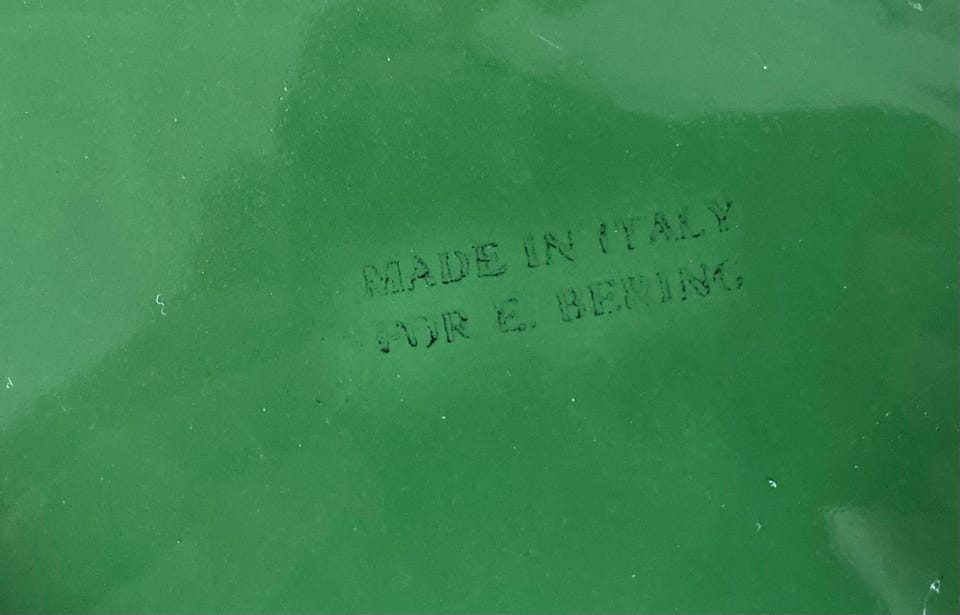 MADE IN ITALY
FOR E. BERING